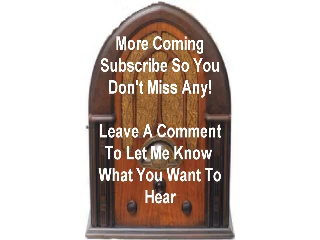 More Coming
Subscribe So You
Don't Miss Any!
Leave A Comment
To Let Me Know
What You Want To
Hear